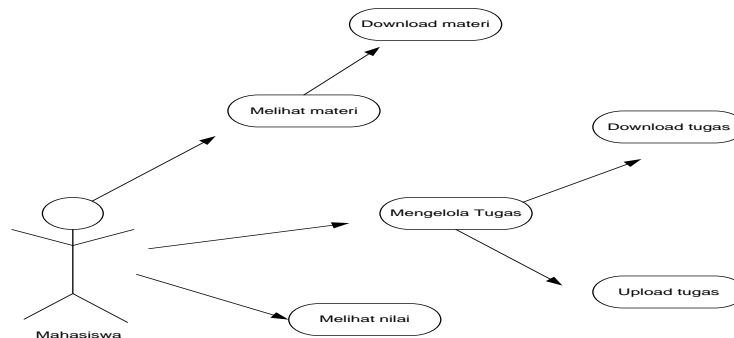 Download materi
Melihat materi
Download tugas
Mengelola Tugas
Upload tugas
Melihat nilai
Mahasiswa